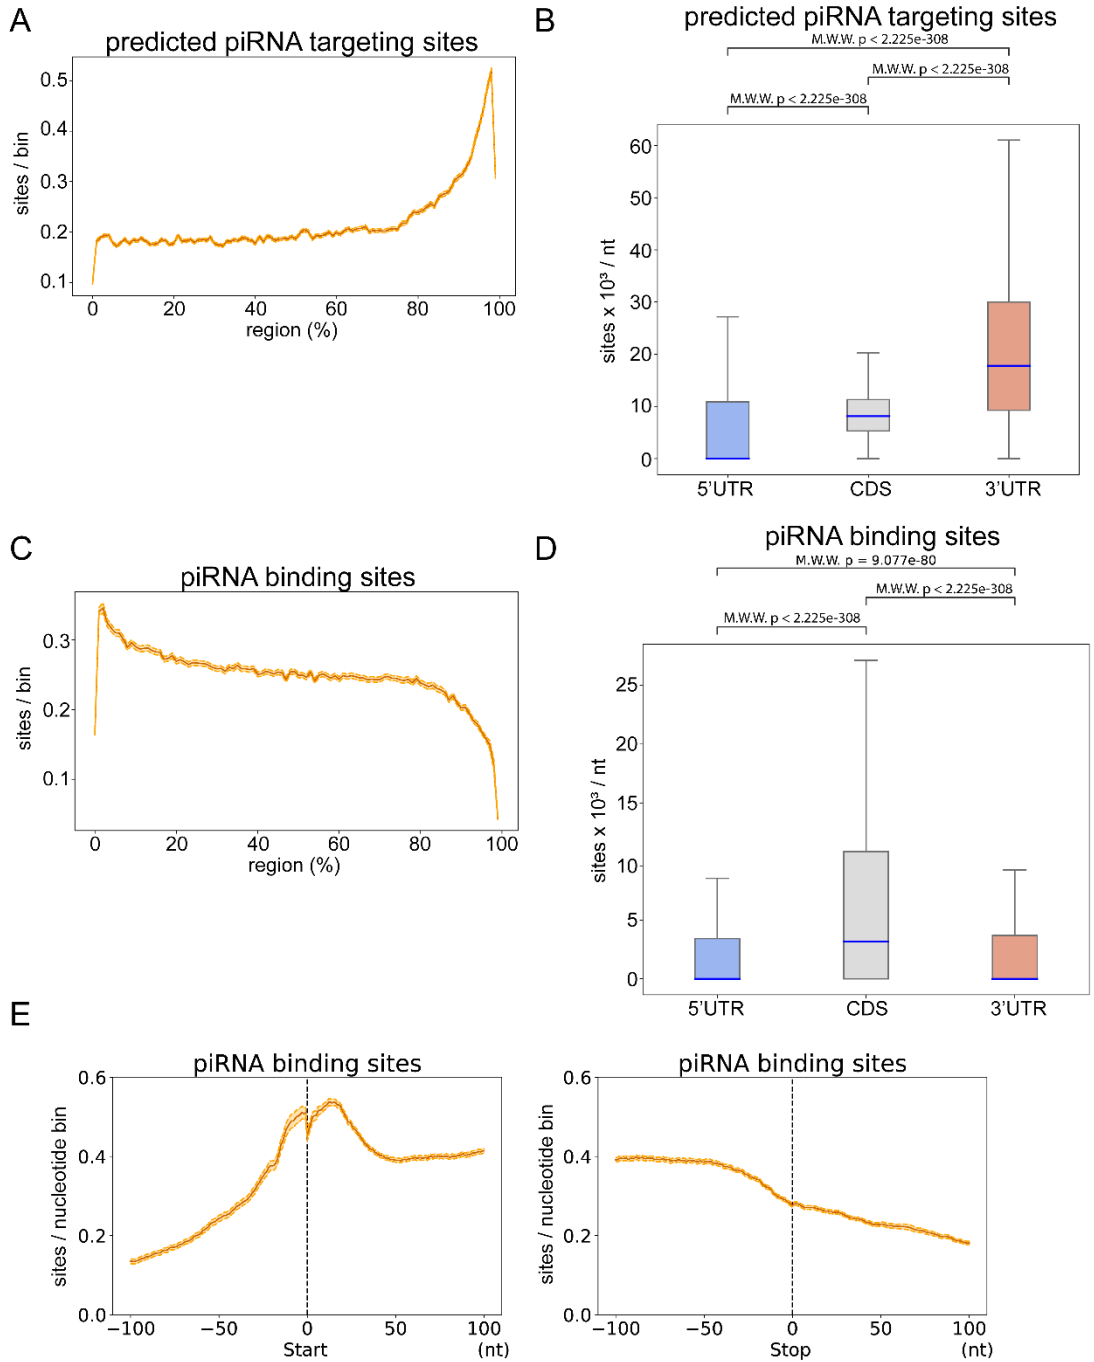 A
predicted piRNA targeting sites
0.5
0.4
0.3
0.2
0.1
sites / bin
0 20 40 60 80 100
region (%)
B
predicted piRNA targeting sites
M.W.W. p < 2.225e-308
M.W.W. p < 2.225e-308
M.W.W. p < 2.225e-308
60
50
40
30
20
10
0
sites x 10³ / nt
5'UTR CDS 3'UTR
C
piRNA binding sites
0.3
0.2
0.1
sites / bin
0 20 40 60 80 100
region (%)
D
piRNA binding sites
M.W.W. p = 9.077e-80
M.W.W. p < 2.225e-308
M.W.W. p < 2.225e-308
25
20
15
10
5
0
sites x 10³ / nt
5'UTR CDS 3'UTR
E
piRNA binding sites
0.6
0.4
0.2
0.0
sites / nucleotide bin
−100 −50 0 50 100
Start (nt)
piRNA binding sites
0.6
0.4
0.2
0.0
sites / nucleotide bin
−100 −50 0 50 100
Stop (nt)